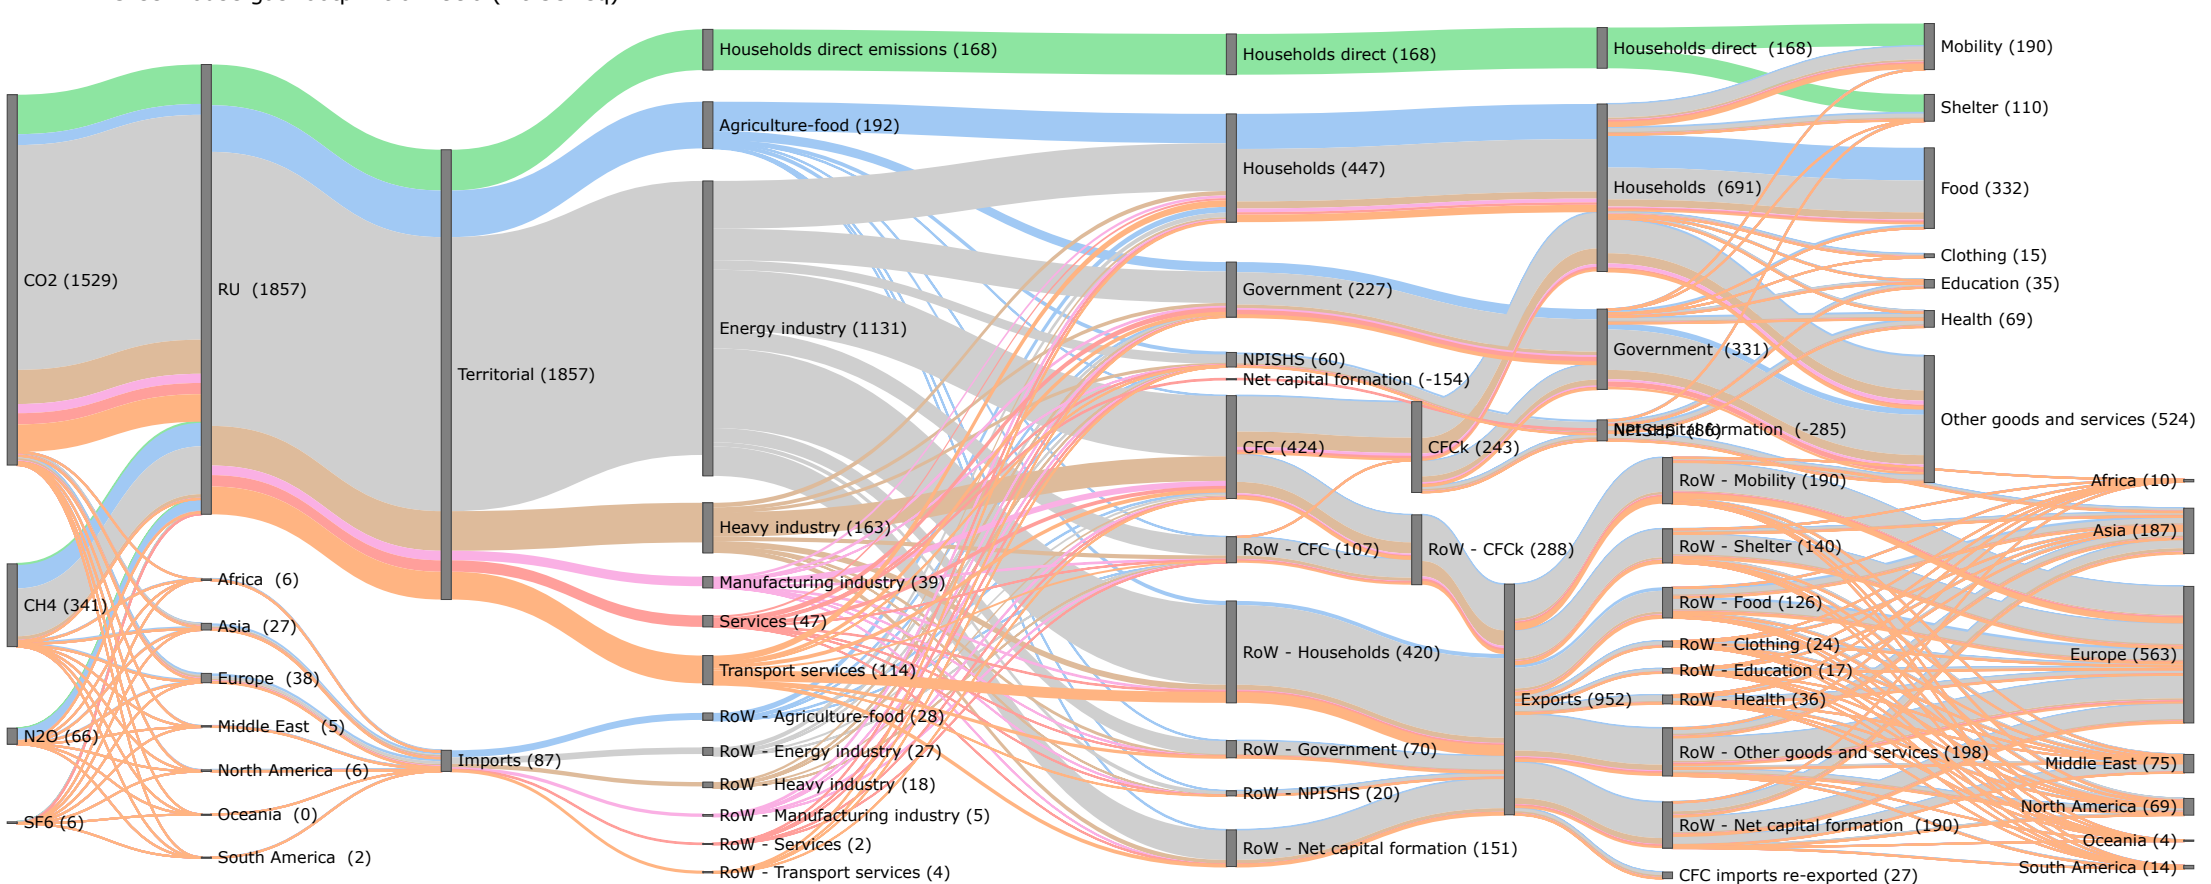 CO2 (1529)
CH4 (341)
N2O (66)
SF6 (6)
RU (1857)
Africa (6)
Asia (27)
Europe (38)
Middle East (5)
North America (6)
Oceania (0)
South America (2)
Territorial (1857)
Imports (87)
Households direct emissions (168)
Agriculture-food (192)
Energy industry (1131)
Heavy industry (163)
Manufacturing industry (39)
Services (47)
Transport services (114)
RoW - Agriculture-food (28)
RoW - Energy industry (27)
RoW - Heavy industry (18)
RoW - Manufacturing industry (5)
RoW - Services (2)
RoW - Transport services (4)
Households direct (168)
Households (447)
Government (227)
NPISHS (60)
Net capital formation (-154)
CFC (424)
RoW - CFC (107)
RoW - Households (420)
RoW - Government (70)
RoW - NPISHS (20)
RoW - Net capital formation (151)
CFCk (243)
RoW - CFCk (288)
Exports (952)
Households direct (168)
Households (691)
Government (331)
NPISHS (86)
Net capital formation (-285)
RoW - Mobility (190)
RoW - Shelter (140)
RoW - Food (126)
RoW - Clothing (24)
RoW - Education (17)
RoW - Health (36)
RoW - Other goods and services (198)
RoW - Net capital formation (190)
CFC imports re-exported (27)
Mobility (190)
Shelter (110)
Food (332)
Clothing (15)
Education (35)
Health (69)
Other goods and services (524)
Africa (10)
Asia (187)
Europe (563)
Middle East (75)
North America (69)
Oceania (4)
South America (14)